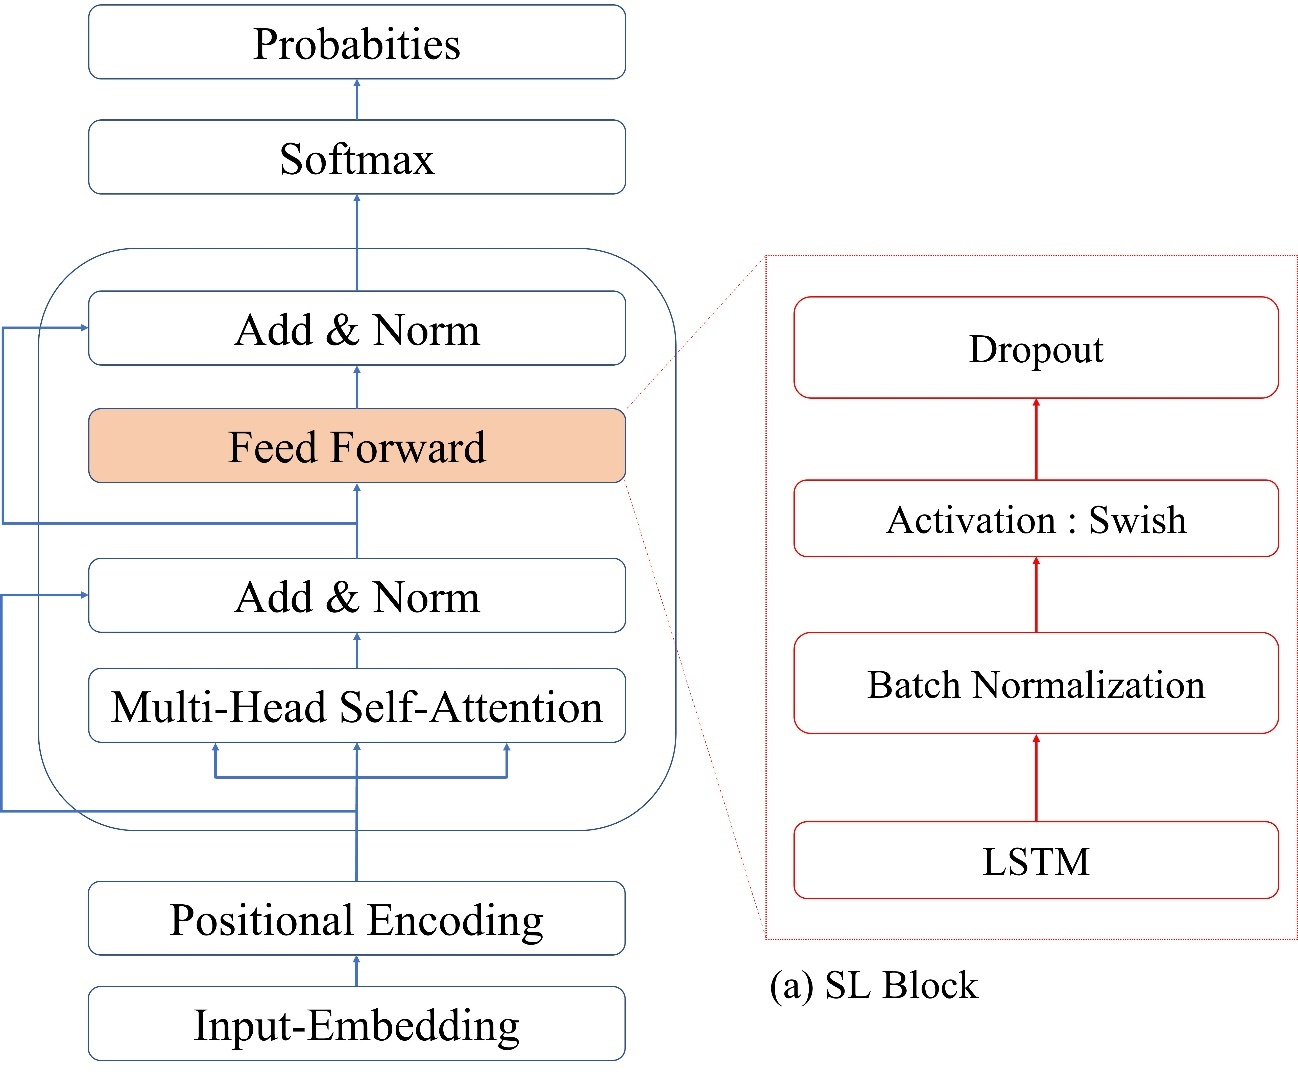 Probabities
Softmax
Add & Norm
Feed Forward
Add & Norm
Multi-Head Self-Attention
Positional Encoding
Input-Embedding
Dropout
Activation : Swish
Batch Normalization
LSTM
(a) SL Block